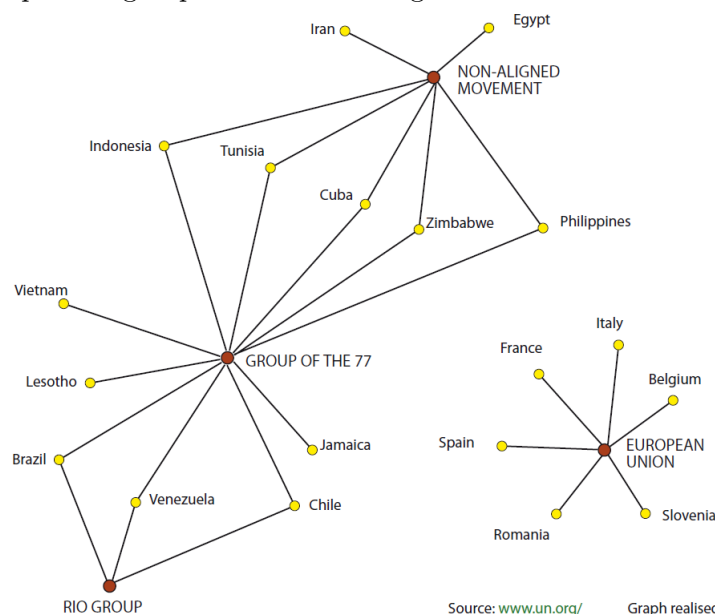 Iran
Egypt
NON-ALIGNED
MOVEMENT
Indonesia
Tunisia
Cuba
Zimbabwe
Philippines
Vietnam
Italy
France
GROUP OF THE 77
Lesotho
Belgium
Jamaica
Spain
EUROPEAN
UNION
Brazil
Venezuela
Chile
Slovenia
Romania
RIO GROUP
Source: www.un.org/ Graph realised